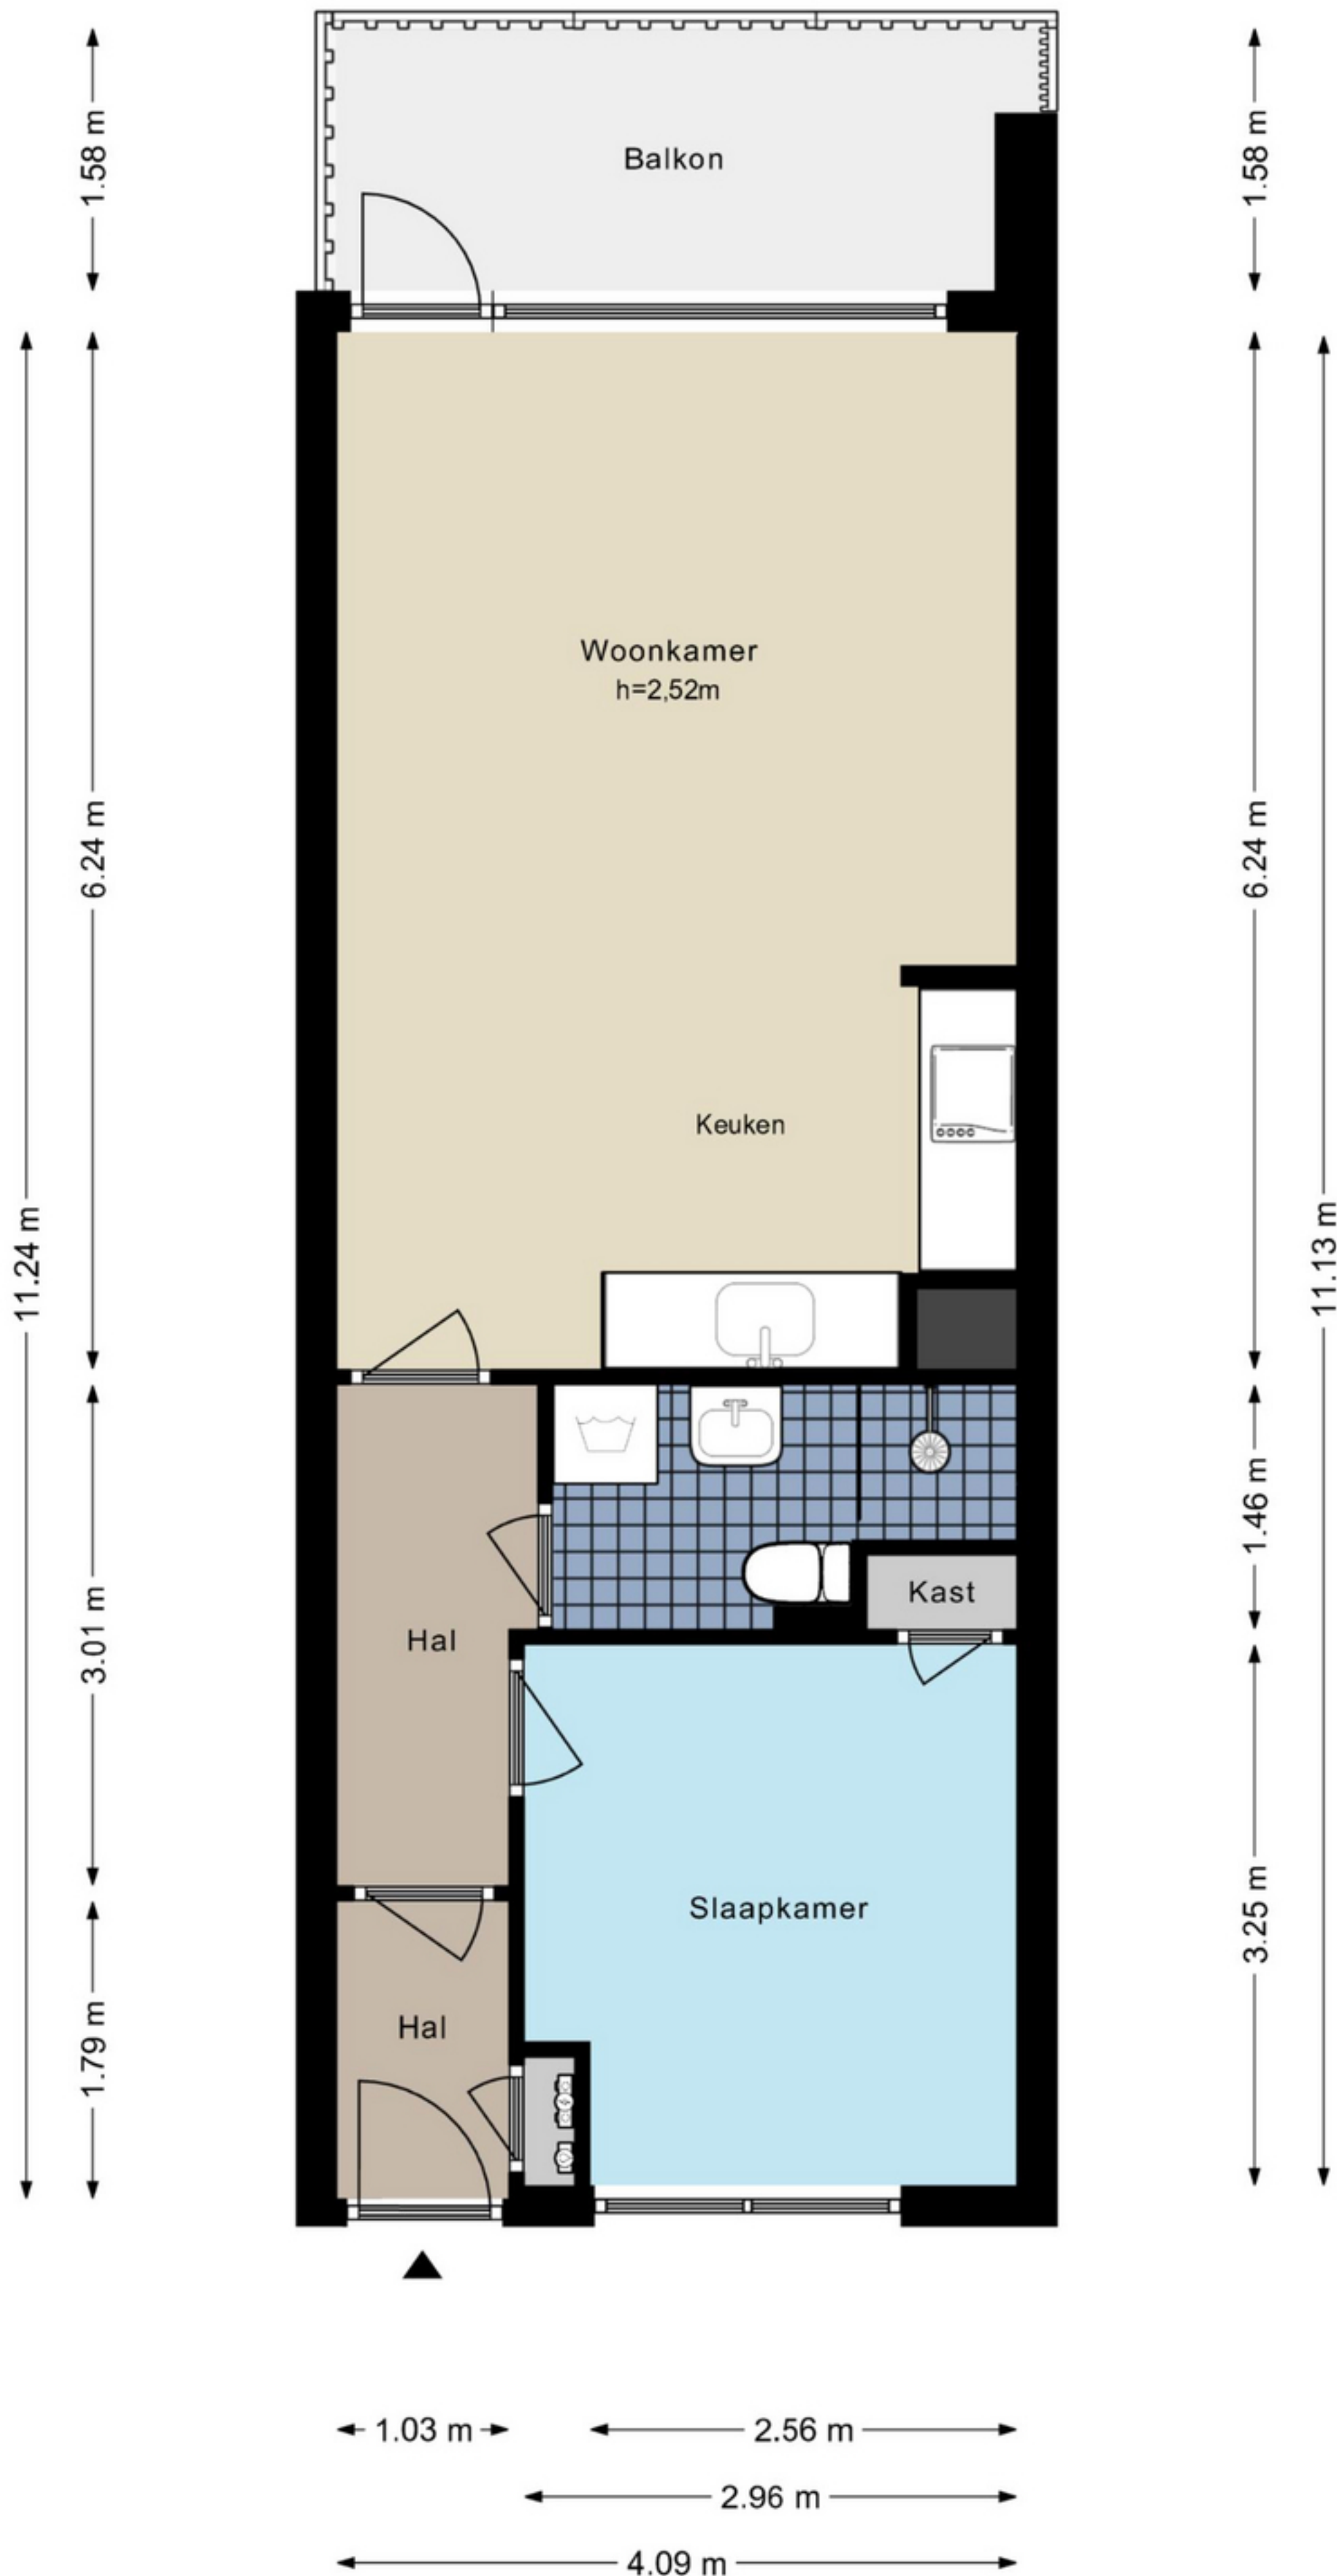 1.58 m
1.58 m
Balkon
Woonkamer
h=2,52m
6.24 m
6.24 m
Keuken
11.24 m
11.13 m
1.46 m
Kast
3.01 m
Hal
Slaapkamer
3.25 m
Hal
1.79 m
1.03 m
2.56 m
2.96 m
4.09 m